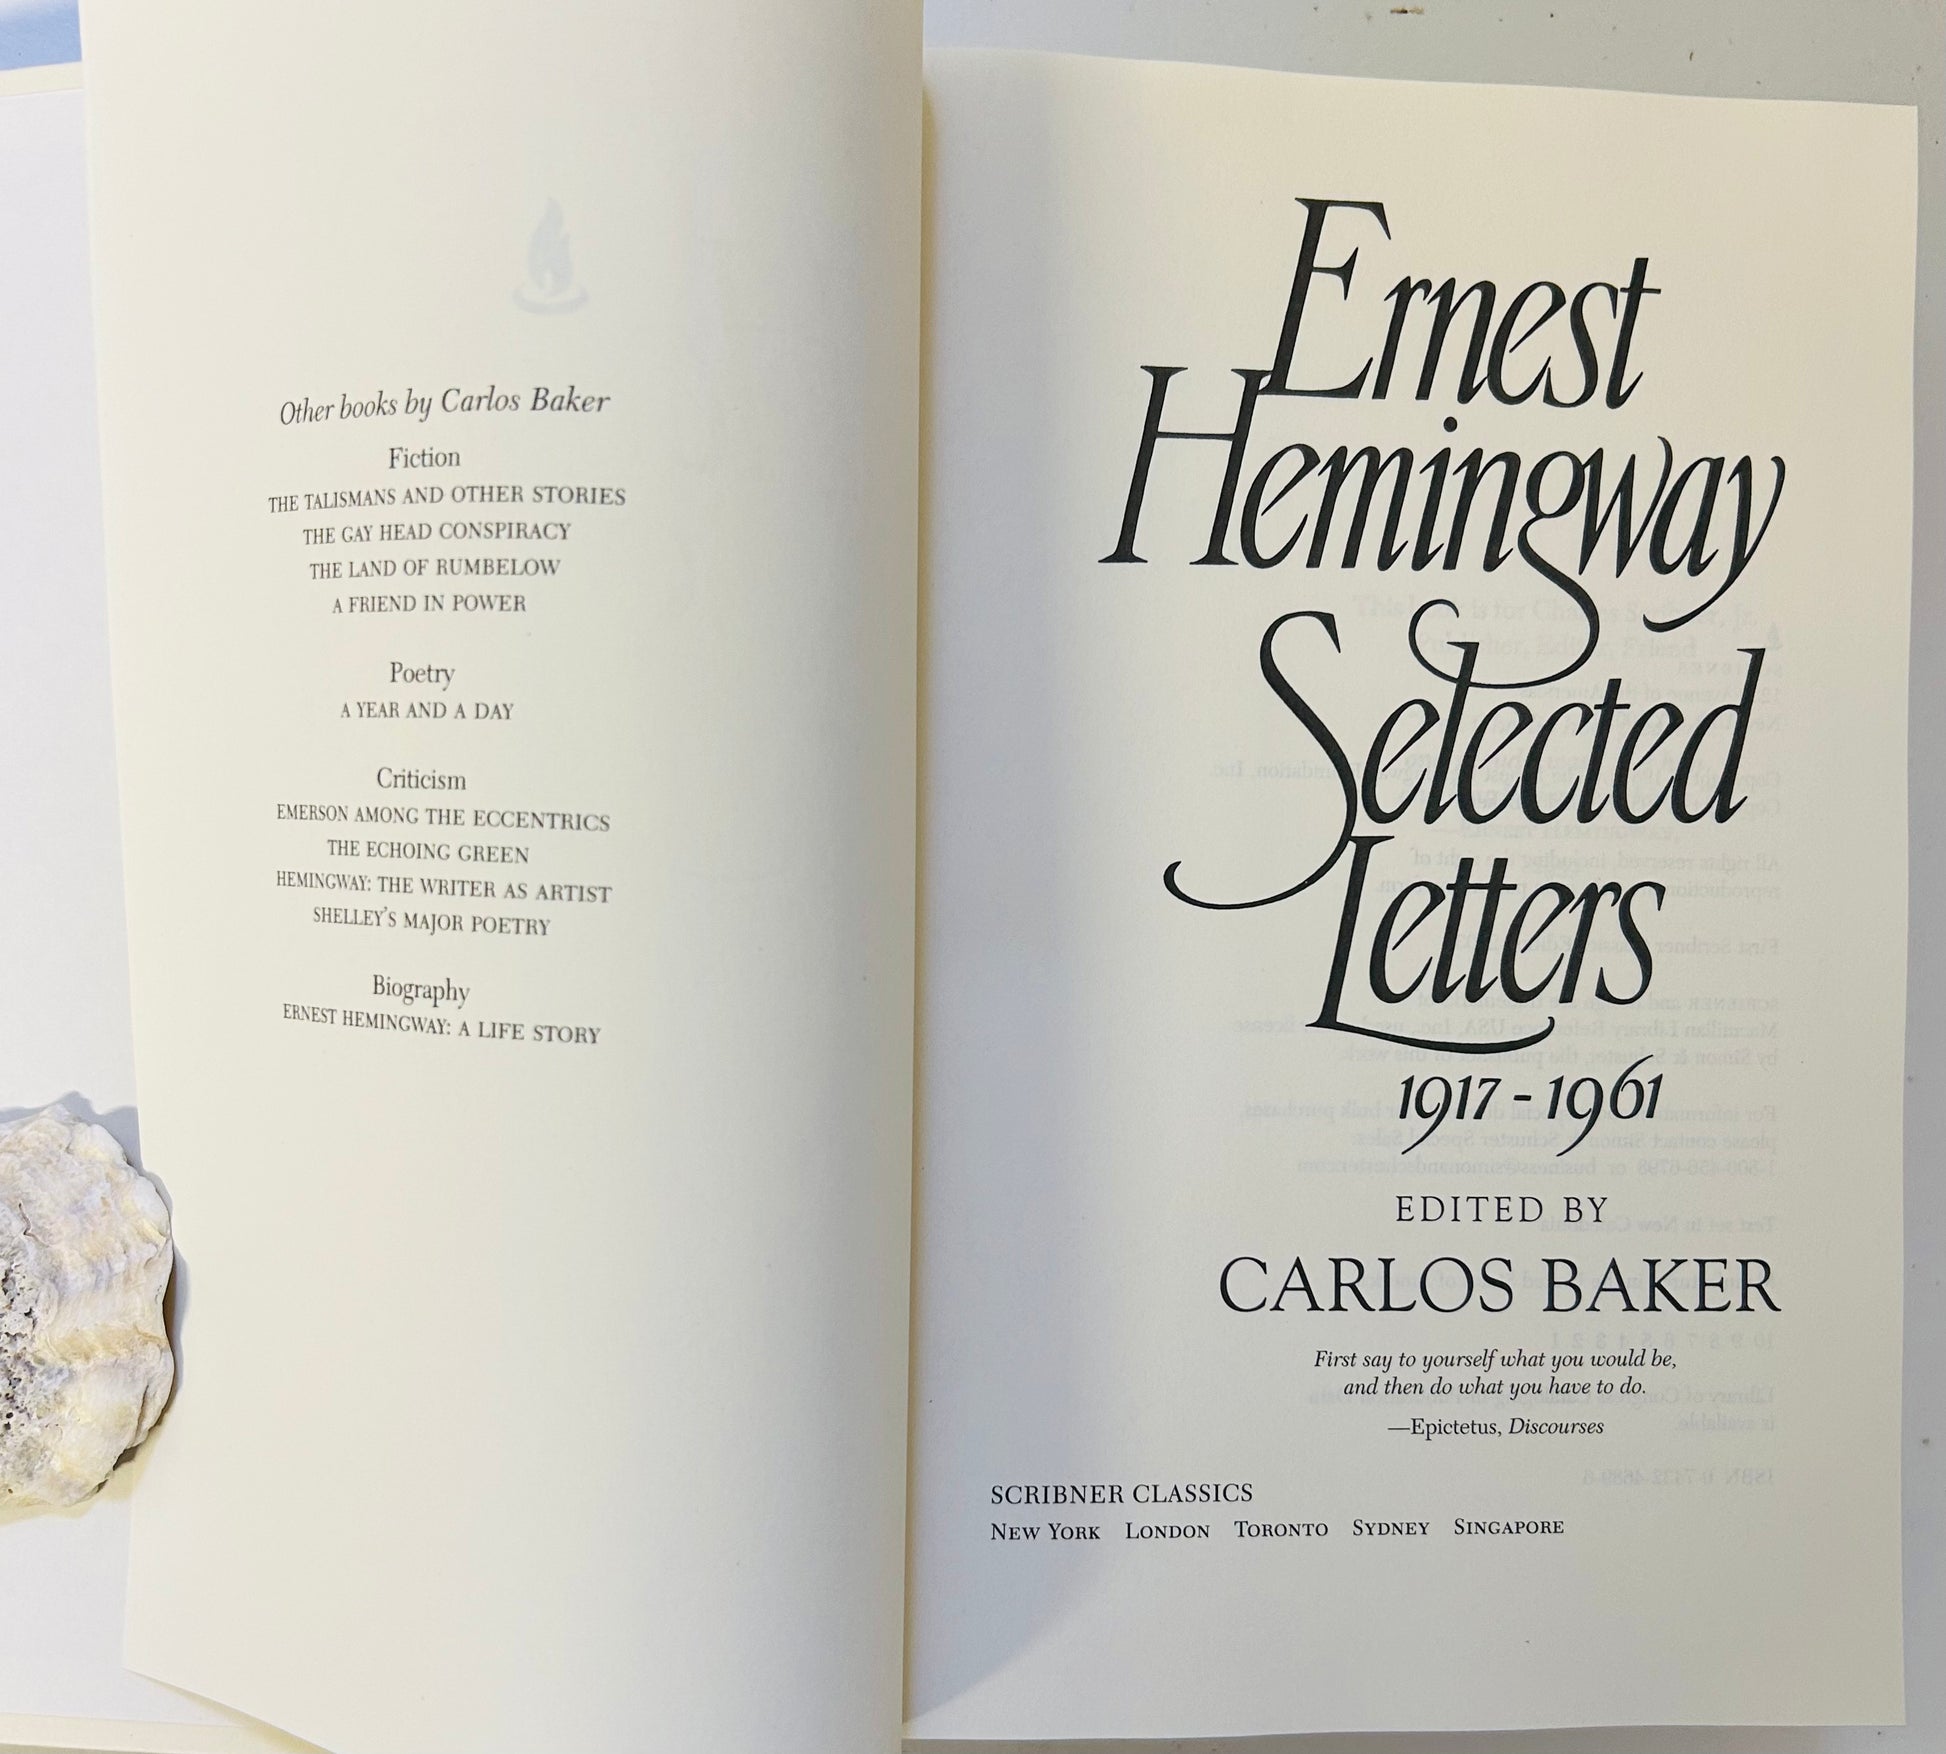 Other books by Carlos Baker
Fiction
THE TALISMANS AND OTHER STORIES
THE GAY HEAD CONSPIRACY
THE LAND OF RUMBELOW
A FRIEND IN POWER
Poetry
A YEAR AND A DAY
Criticism
EMERSON AMONG THE ECCENTRICS
THE ECHOING GREEN
HEMINGWAY: THE WRITER AS ARTIST
SHELLEY'S MAJOR POETRY
Biography
ERNEST HEMINGWAY: A LIFE STORY
Ernest
Hemingway
Selected
Letters
1917-1961
EDITED BY
CARLOS BAKER
First say to yourself what you would be,
and then do what you have to do.
—Epictetus, Discourses
SCRIBNER CLASSICS
NEW YORK LONDON TORONTO SYDNEY SINGAPORE